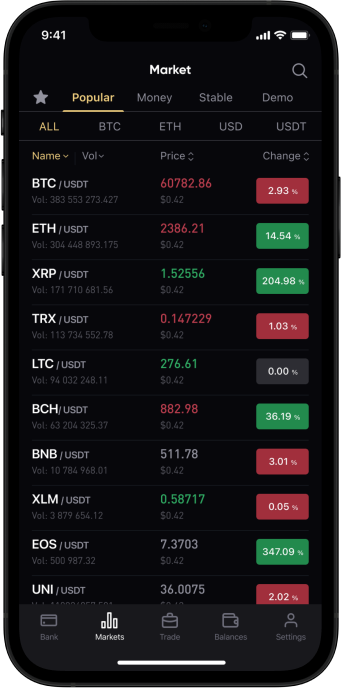 9:41
Market
Popular Money Stable Demo
ALL BTC ETH USD USDT
Name Vol Price Change
BTC / USDT 60782.86 2.93 %
Vol: 383 553 273.427 $0.42
ETH / USDT 2386.21 14.54 %
Vol: 304 448 893.175 $0.42
XRP / USDT 1.52556 204.98 %
Vol: 171 710 681.56 $0.42
TRX / USDT 0.147229 1.03 %
Vol: 113 734 552.78 $0.42
LTC / USDT 276.61 0.00 %
Vol: 94 032 248.11 $0.42
BCH/ USDT 882.98 36.19 %
Vol: 63 204 325.37 $0.42
BNB / USDT 511.78 3.01 %
Vol: 10 784 968.01 $0.42
XLM / USDT 0.58717 0.05 %
Vol: 3 879 654.12 $0.42
EOS / USDT 7.3703 347.09 %
Vol: 500 987.32 $0.42
UNI / USDT 36.0075 2.02 %
Bank Markets Trade Balances Settings